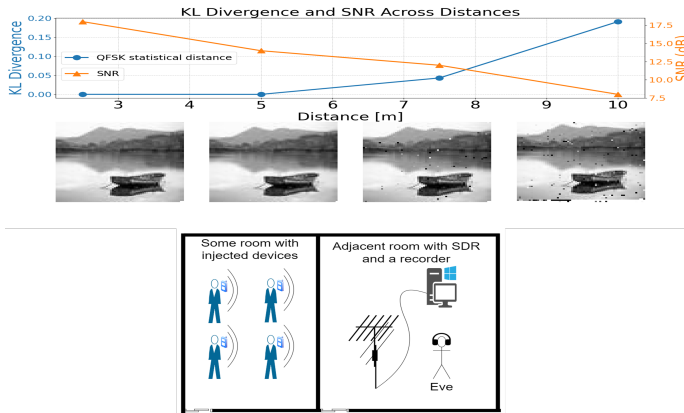 KL Divergence and SNR Across Distances
0.20
0.15
0.10
0.05
0.00
KL Divergence
QFSK statistical distance
SNR
17.5
15.0
12.5
10.0
7.5
SNR (dB)
3 4 5 6 7 8 9 10
Distance [m]
Some room with
injected devices
Adjacent room with SDR
and a recorder
Eve